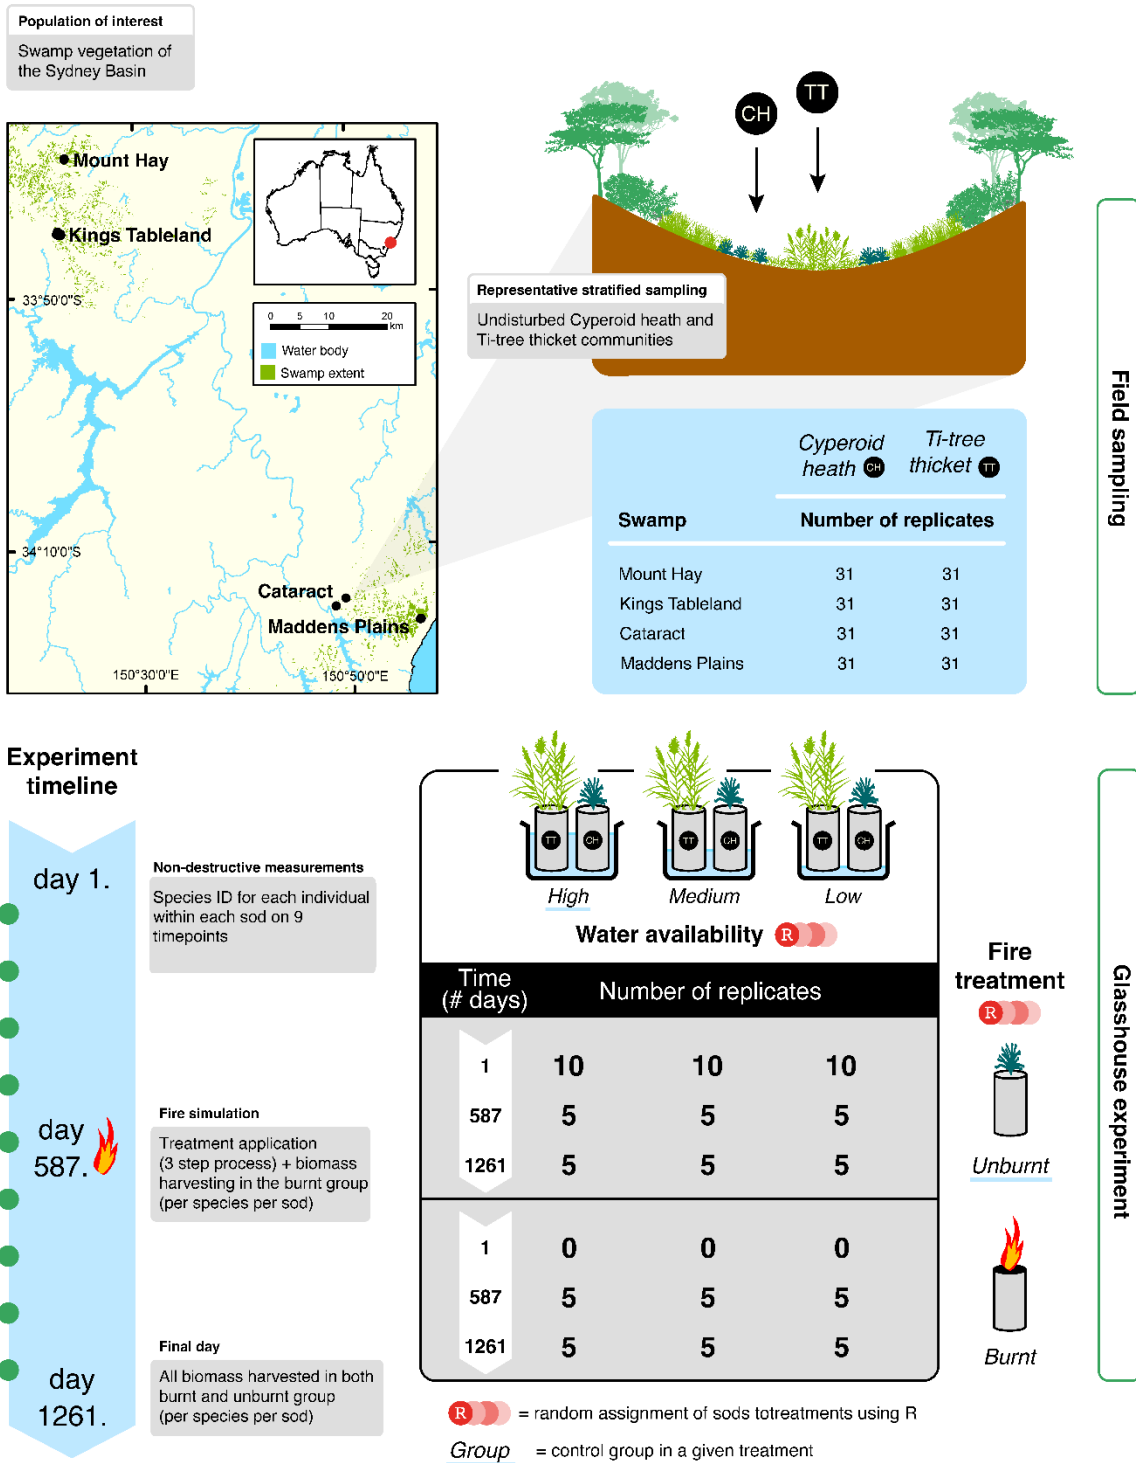 Population of interest
Swamp vegetation of
the Sydney Basin
Mount Hay
Kings Tableland
33°50'0"S
0 5 10 20
km
Water body
Swamp extent
34°10'0"S
Cataract
Maddens Plains
150°30'0"E
150°50'0"E
CH
TT
Representative stratified sampling
Undisturbed Cyperoid heath and
Ti-tree thicket communities
Cyperoid Ti-tree
heath CH thicket TT
Swamp Number of replicates
Mount Hay 31 31
Kings Tableland 31 31
Cataract 31 31
Maddens Plains 31 31
Field sampling
Experiment
timeline
day 1.
Non-destructive measurements
Species ID for each individual
within each sod on 9
timepoints
day
587.
Fire simulation
Treatment application
(3 step process) + biomass
harvesting in the burnt group
(per species per sod)
day
1261.
Final day
All biomass harvested in both
burnt and unburnt group
(per species per sod)
TT CH TT CH TT CH
High Medium Low
Water availability R
Time
(# days) Number of replicates
1 10 10 10
587 5 5 5
1261 5 5 5
1 0 0 0
587 5 5 5
1261 5 5 5
Fire
treatment
R
Unburnt
Burnt
Glasshouse experiment
R = random assignment of sods totreatments using R
Group = control group in a given treatment